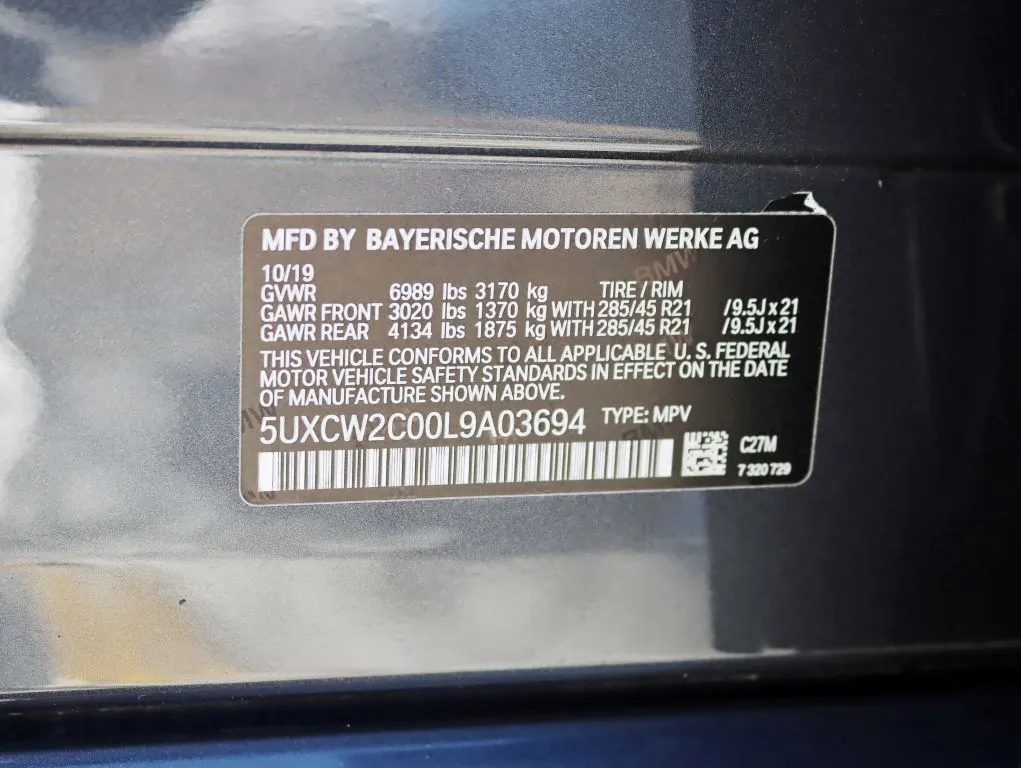 MFD BY BAYERISCHE MOTOREN WERKE AG
10/19
GVWR 6989 lbs 3170 kg TIRE / RIM
GAWR FRONT 3020 lbs 1370 kg WITH 285/45 R21 /9.5J x 21
GAWR REAR 4134 lbs 1875 kg WITH 285/45 R21 /9.5J x 21
THIS VEHICLE CONFORMS TO ALL APPLICABLE U. S. FEDERAL
MOTOR VEHICLE SAFETY STANDARDS IN EFFECT ON THE DATE
OF MANUFACTURE SHOWN ABOVE.
5UXCW2C00L9A03694 TYPE: MPV
C27M
7 320 729
BMW
BMW
BMW